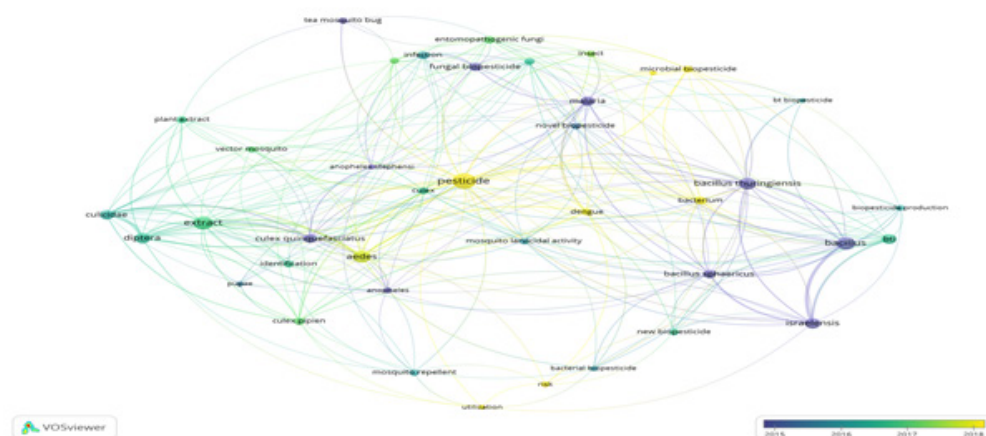 tea mosquito bug
entomopathogenic fungi
infection
insect
fungal biopesticide
microbial biopesticide
malaria
bt biopesticide
plant extract
novel biopesticide
vector mosquito
anopheles stephensi
pesticide
culex
bacillus thuringiensis
bacterium
culicidae
dengue
biopesticide production
extract
diptera
culex quinquefasciatus
mosquito larvicidal activity
bacillus
bti
aedes
identification
bacillus sphaericus
pupae
anopheles
culex pipien
israelensis
new biopesticide
mosquito repellent
bacterial biopesticide
risk
utilization
VOSviewer
2015 2016 2017 2018